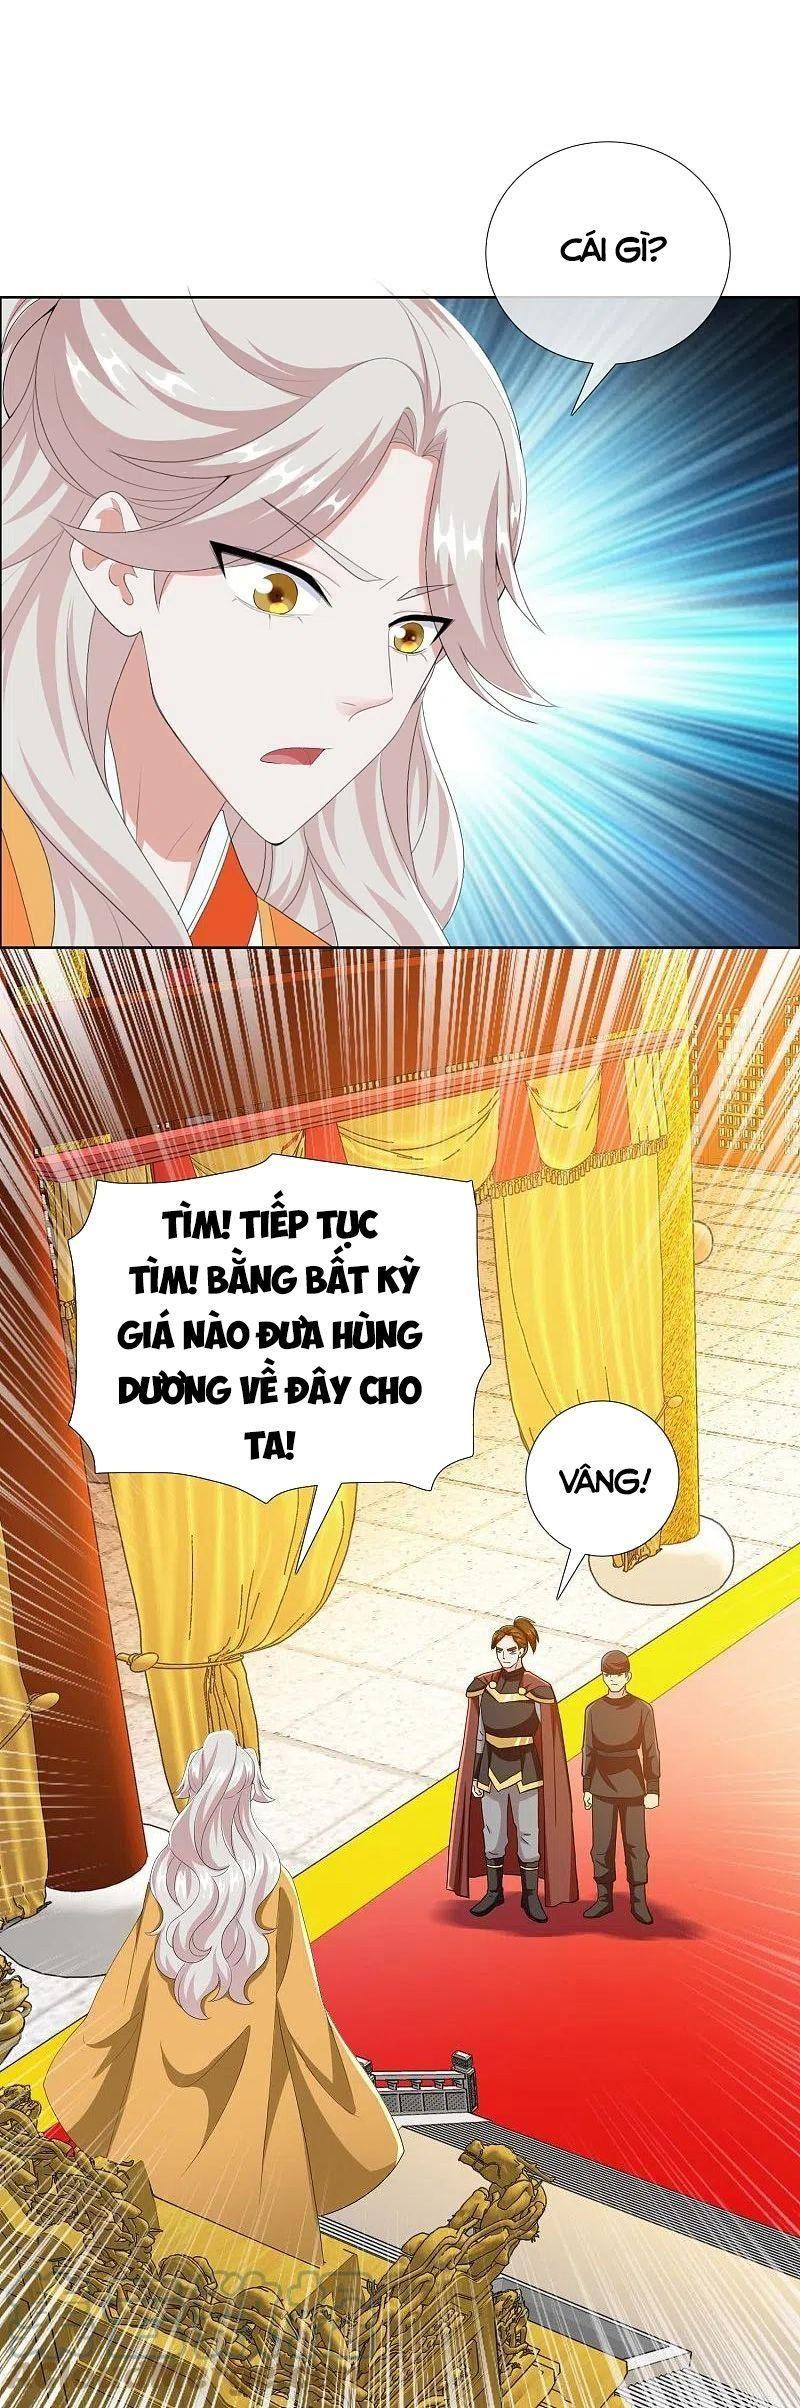 CÁI GÌ?
TÌM! TIẾP TỤC
TÌM! BẰNG BẤT KỲ
GIÁ NÀO ĐƯA HÙNG
DƯƠNG VỀ ĐÂY CHO
TA!
VÂNG!